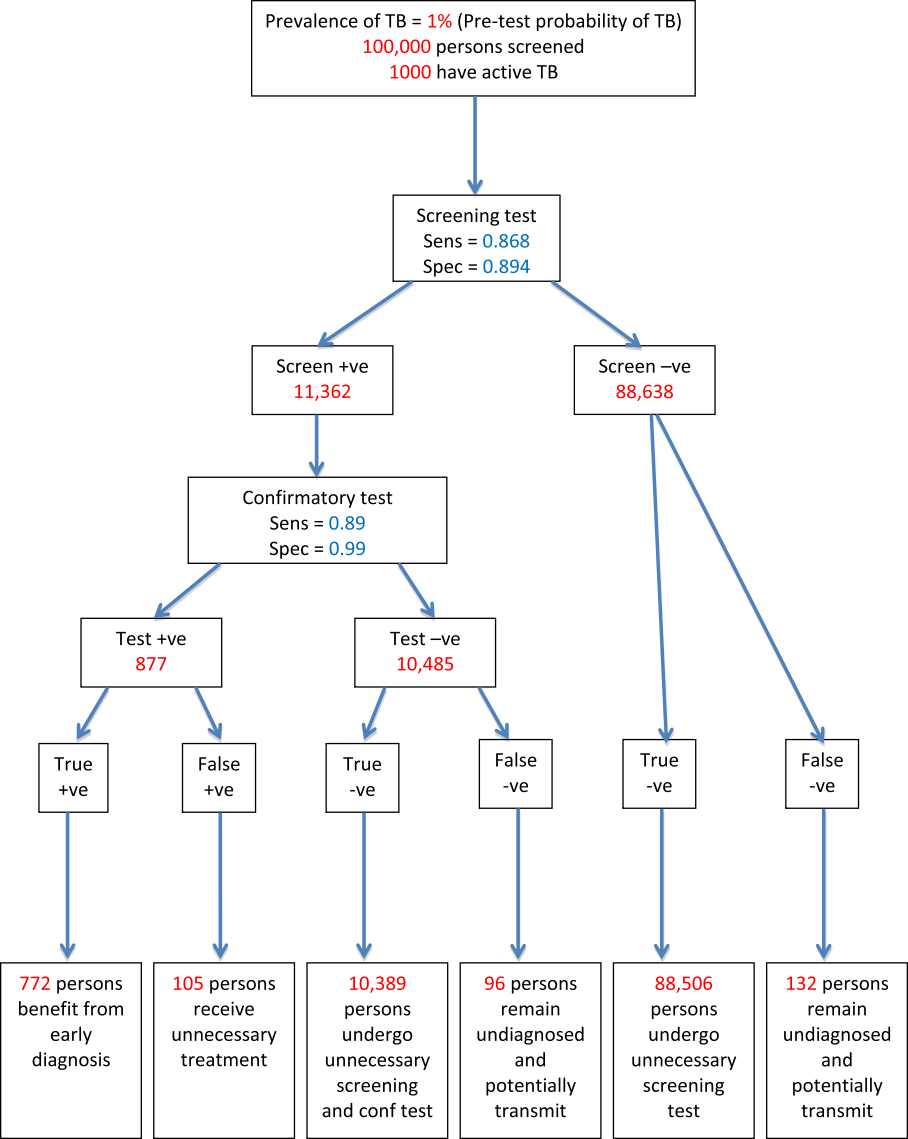 Prevalence of TB = 1% (Pre-test probability of TB)
100,000 persons screened
1000 have active TB
Screening test
Sens = 0.868
Spec = 0.894
Screen +ve
11,362
Screen –ve
88,638
Confirmatory test
Sens = 0.89
Spec = 0.99
Test +ve
877
Test –ve
10,485
True
+ve
False
+ve
True
-ve
False
-ve
True
-ve
False
-ve
772 persons
benefit from
early
diagnosis
105 persons
receive
unnecessary
treatment
10,389
persons
undergo
unnecessary
screening
and conf test
96 persons
remain
undiagnosed
and
potentially
transmit
88,506
persons
undergo
unnecessary
screening
test
132 persons
remain
undiagnosed
and
potentially
transmit